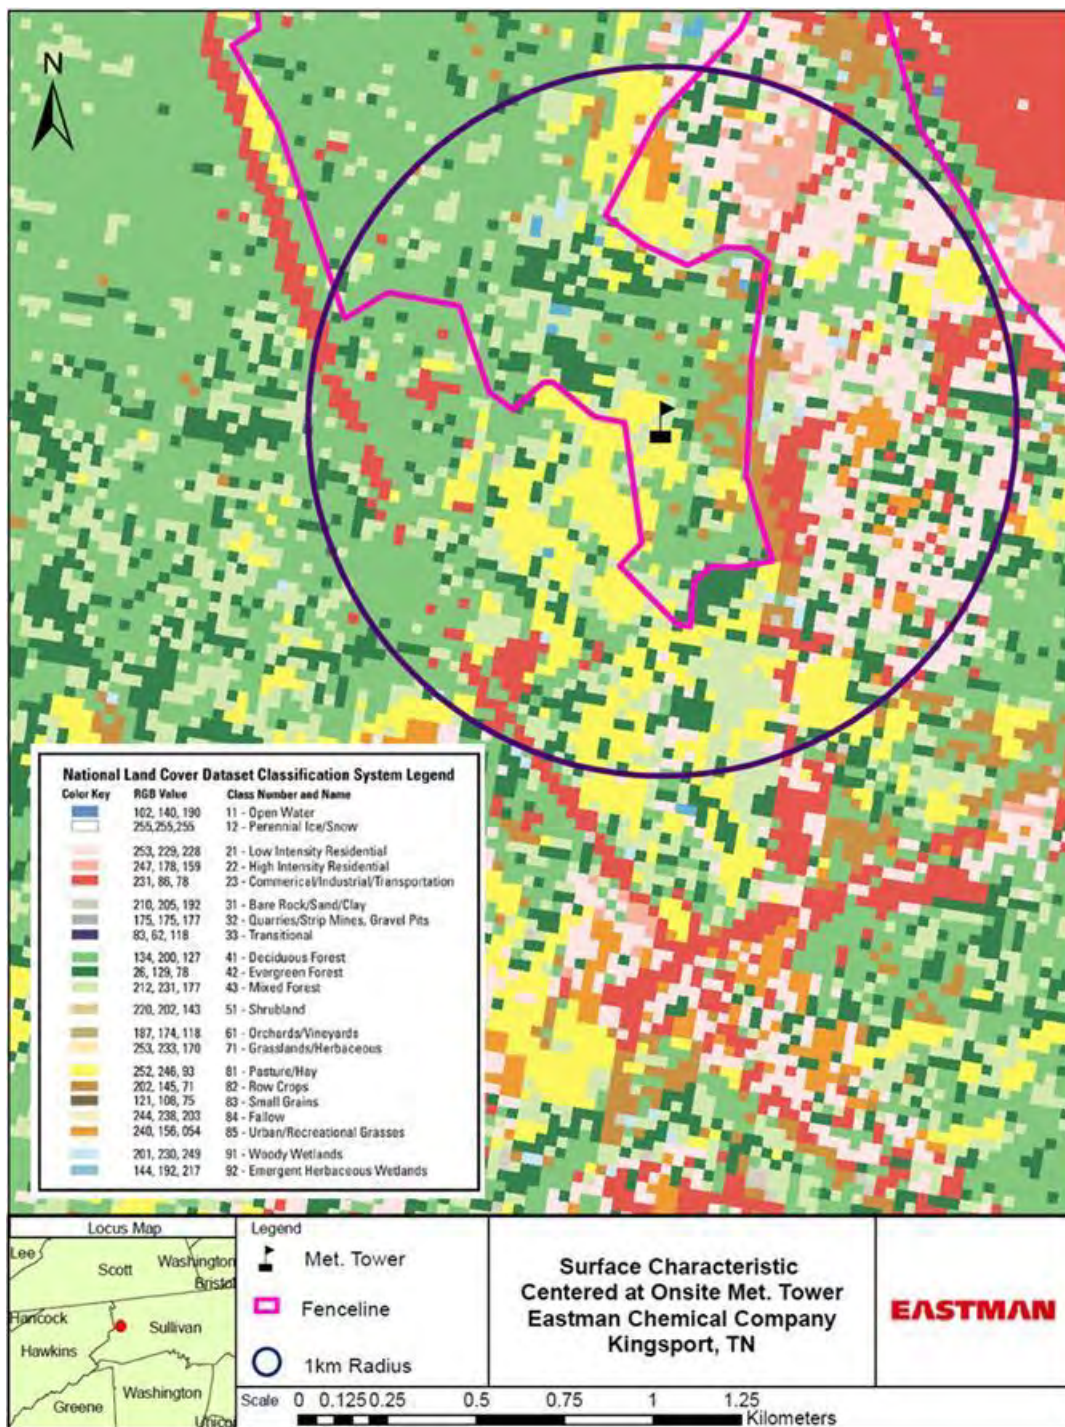 N
National Land Cover Dataset Classification System Legend
Color Key RGB Value Class Number and Name
102, 140, 190 11 - Open Water
255,255,255 12 - Perennial Ice/Snow
253, 229, 228 21 - Low Intensity Residential
247, 178, 159 22 - High Intensity Residential
231, 86, 78 23 - Commerical/Industrial/Transportation
210, 205, 192 31 - Bare Rock/Sand/Clay
175, 175, 177 32 - Quarries/Strip Mines, Gravel Pits
83, 62, 118 33 - Transitional
134, 200, 127 41 - Deciduous Forest
26, 129, 78 42 - Evergreen Forest
212, 231, 177 43 - Mixed Forest
220, 202, 143 51 - Shrubland
187, 174, 118 61 - Orchards/Vineyards
253, 233, 170 71 - Grasslands/Herbaceous
252, 246, 93 81 - Pasture/Hay
202, 145, 71 82 - Row Crops
121, 108, 75 83 - Small Grains
244, 238, 203 84 - Fallow
240, 156, 054 85 - Urban/Recreational Grasses
201, 230, 249 91 - Woody Wetlands
144, 192, 217 92 - Emergent Herbaceous Wetlands
Locus Map
Lee
Scott
Washington
Bristol
Hancock
Sullivan
Hawkins
Washington
Greene
Unicoi
Legend
Met. Tower
Fenceline
1km Radius
Surface Characteristic
Centered at Onsite Met. Tower
Eastman Chemical Company
Kingsport, TN
EASTMAN
Scale 0 0.125 0.25 0.5 0.75 1 1.25
Kilometers